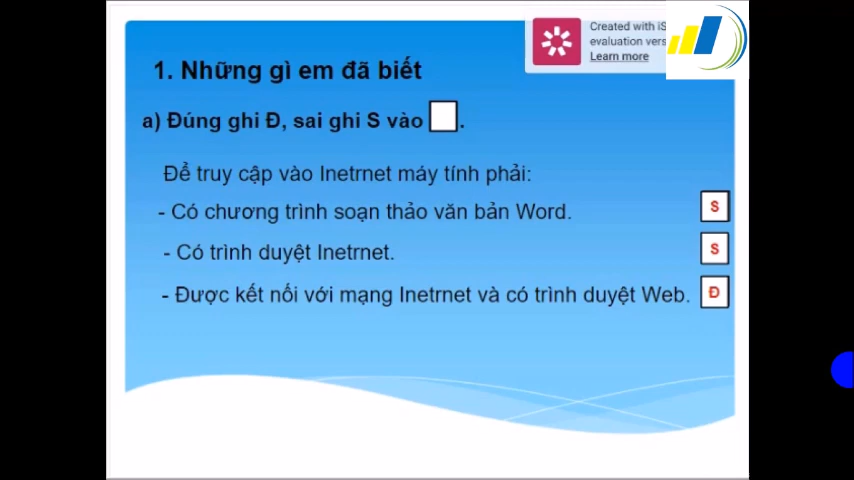 Created with iS
evaluation vers
Learn more
1. Những gì em đã biết
a) Đúng ghi Đ, sai ghi S vào .
Để truy cập vào Inetrnet máy tính phải:
- Có chương trình soạn thảo văn bản Word. S
- Có trình duyệt Inetrnet. S
- Được kết nối với mạng Inetrnet và có trình duyệt Web. Đ